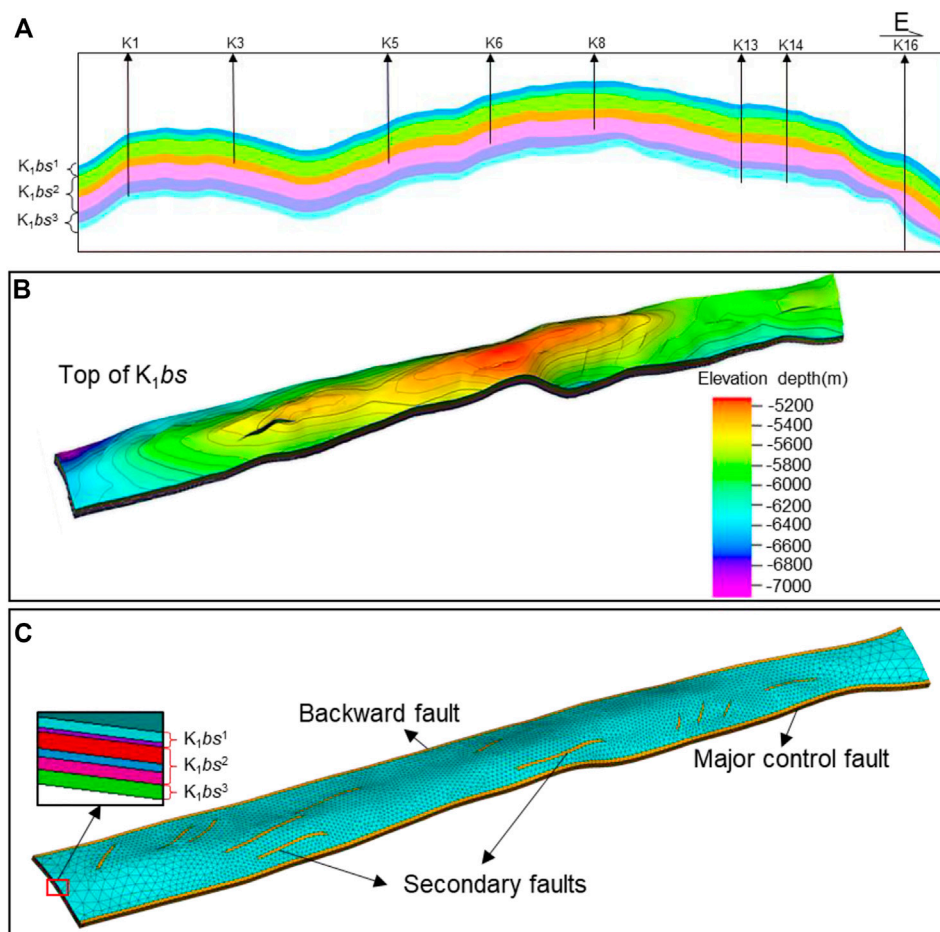 A
E
K1 K3 K5 K6 K8 K13 K14 K16
K₁bs¹
K₁bs²
K₁bs³
B
Top of K₁bs
Elevation depth(m)
-5200
-5400
-5600
-5800
-6000
-6200
-6400
-6600
-6800
-7000
C
Backward fault
K₁bs¹
K₁bs²
K₁bs³
Major control fault
Secondary faults